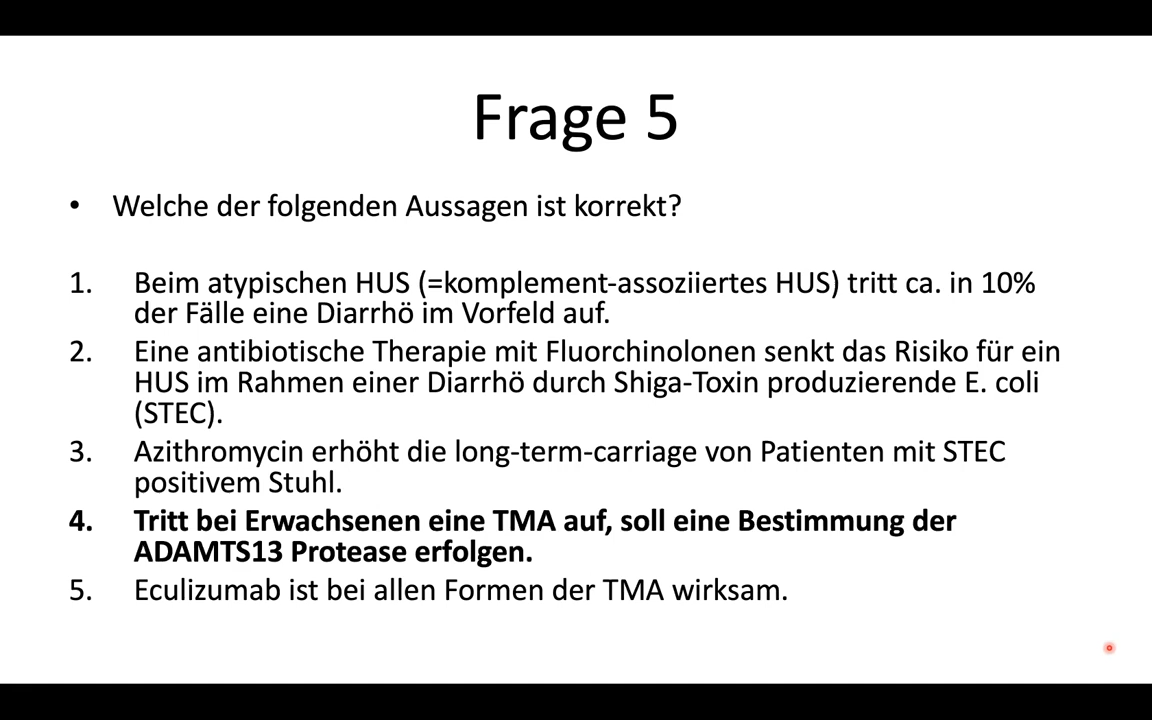 Frage 5
• Welche der folgenden Aussagen ist korrekt?
1. Beim atypischen HUS (=komplement-assoziiertes HUS) tritt ca. in 10%
der Fälle eine Diarrhö im Vorfeld auf.
2. Eine antibiotische Therapie mit Fluorchinolonen senkt das Risiko für ein
HUS im Rahmen einer Diarrhö durch Shiga-Toxin produzierende E. coli
(STEC).
3. Azithromycin erhöht die long-term-carriage von Patienten mit STEC
positivem Stuhl.
4. Tritt bei Erwachsenen eine TMA auf, soll eine Bestimmung der
ADAMTS13 Protease erfolgen.
5. Eculizumab ist bei allen Formen der TMA wirksam.